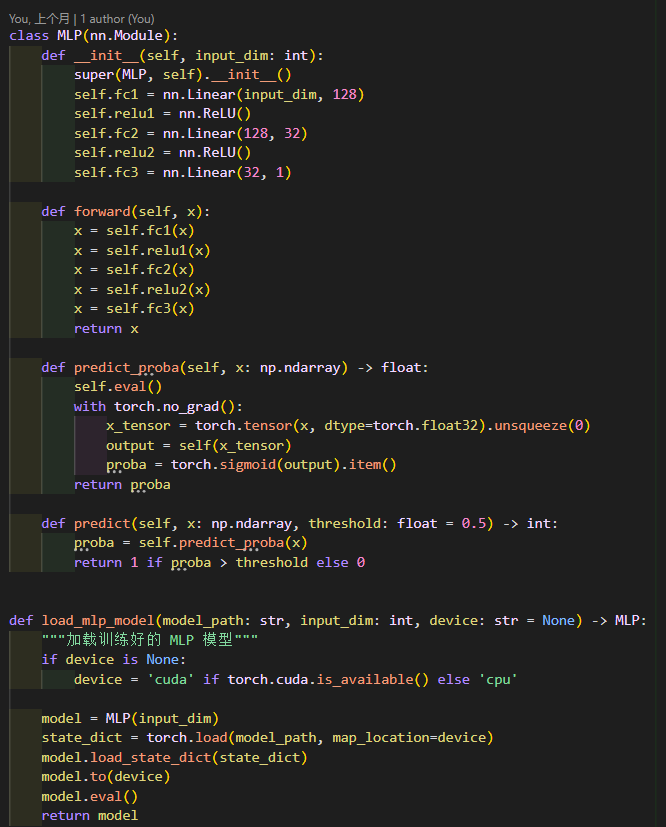 You, 上个月 | 1 author (You)
class MLP(nn.Module):
    def __init__(self, input_dim: int):
        super(MLP, self).__init__()
        self.fc1 = nn.Linear(input_dim, 128)
        self.relu1 = nn.ReLU()
        self.fc2 = nn.Linear(128, 32)
        self.relu2 = nn.ReLU()
        self.fc3 = nn.Linear(32, 1)

    def forward(self, x):
        x = self.fc1(x)
        x = self.relu1(x)
        x = self.fc2(x)
        x = self.relu2(x)
        x = self.fc3(x)
        return x

    def predict_proba(self, x: np.ndarray) -> float:
        self.eval()
        with torch.no_grad():
            x_tensor = torch.tensor(x, dtype=torch.float32).unsqueeze(0)
            output = self(x_tensor)
            proba = torch.sigmoid(output).item()
        return proba

    def predict(self, x: np.ndarray, threshold: float = 0.5) -> int:
        proba = self.predict_proba(x)
        return 1 if proba > threshold else 0


def load_mlp_model(model_path: str, input_dim: int, device: str = None) -> MLP:
    """加载训练好的 MLP 模型"""
    if device is None:
        device = 'cuda' if torch.cuda.is_available() else 'cpu'

    model = MLP(input_dim)
    state_dict = torch.load(model_path, map_location=device)
    model.load_state_dict(state_dict)
    model.to(device)
    model.eval()
    return model